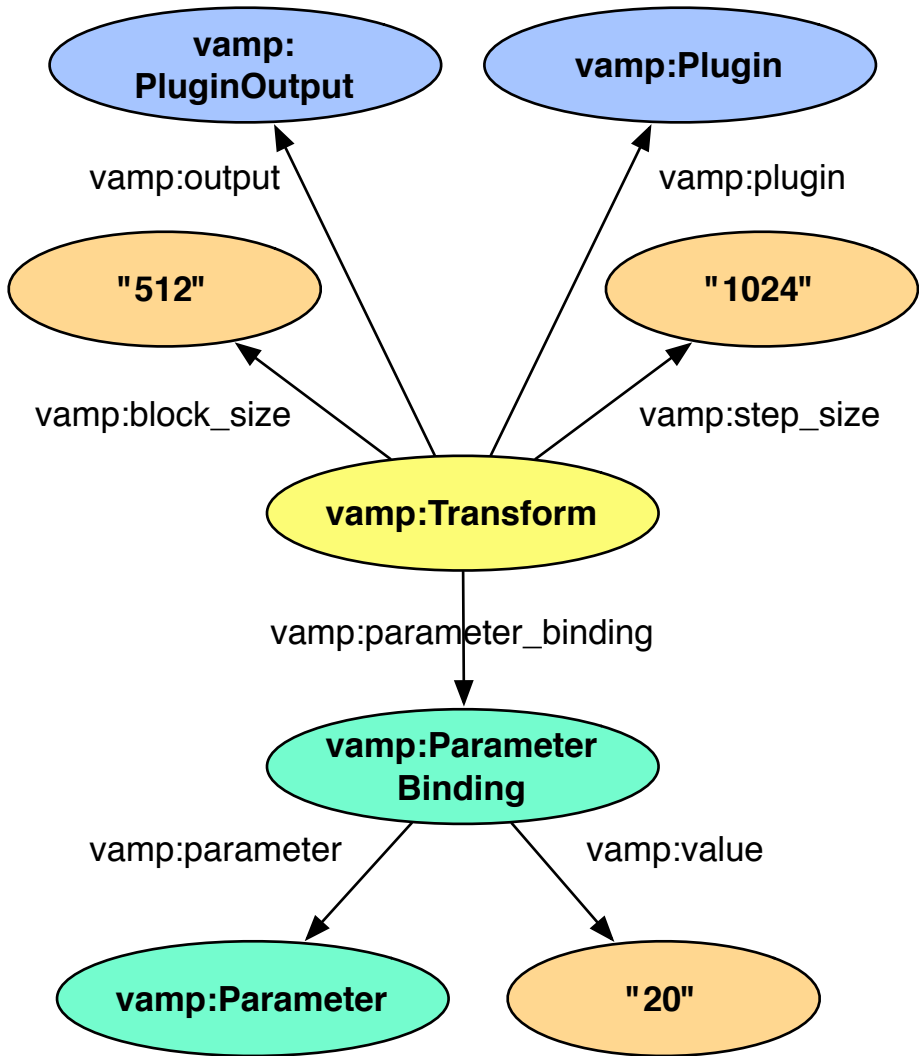 vamp:
PluginOutput
vamp:Plugin
vamp:output
vamp:plugin
"512"
"1024"
vamp:block_size
vamp:step_size
vamp:Transform
vamp:parameter_binding
vamp:Parameter
Binding
vamp:parameter
vamp:value
vamp:Parameter
"20"